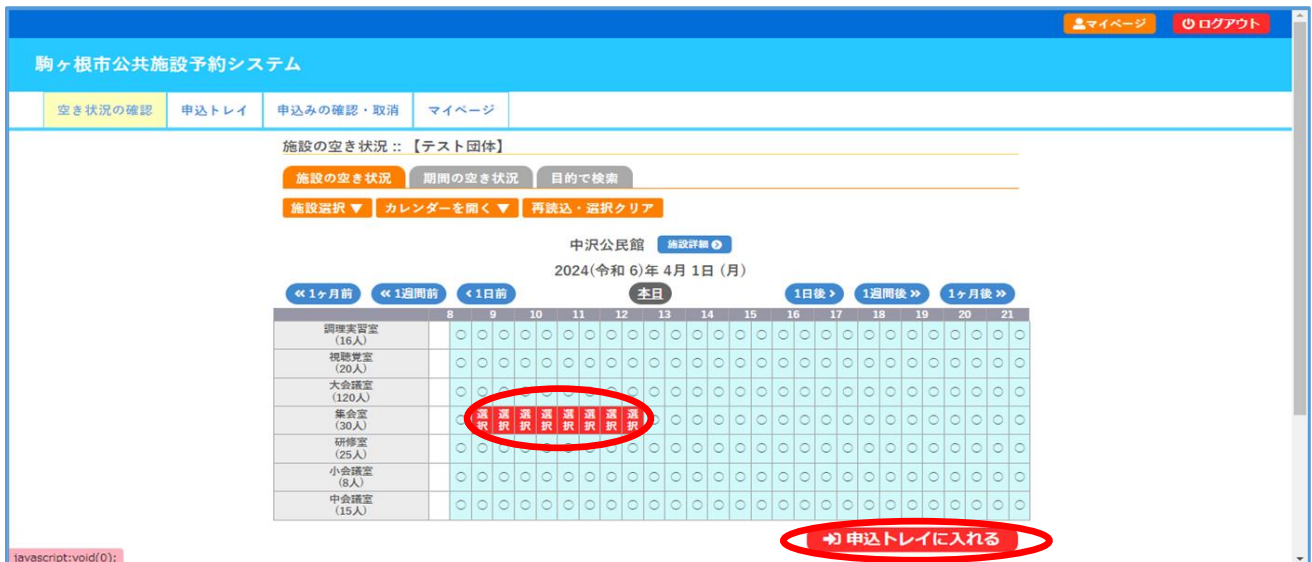 マイページ ログアウト
駒ヶ根市公共施設予約システム
空き状況の確認 申込トレイ 申込みの確認・取消 マイページ
施設の空き状況 :: 【テスト団体】
施設の空き状況 期間の空き状況 目的で検索
施設選択 ▼ カレンダーを開く ▼ 再読込・選択クリア
中沢公民館 施設詳細
2024(令和 6)年 4月 1日 (月)
≪ 1ヶ月前 ≪ 1週間前 < 1日前 本日 1日後 > 1週間後 ≫ 1ヶ月後 ≫
8 9 10 11 12 13 14 15 16 17 18 19 20 21
調理実習室
(16人) ○ ○ ○ ○ ○ ○ ○ ○ ○ ○ ○ ○ ○ ○ ○ ○ ○ ○ ○ ○ ○ ○ ○ ○ ○ ○ ○
視聴覚室
(20人) ○ ○ ○ ○ ○ ○ ○ ○ ○ ○ ○ ○ ○ ○ ○ ○ ○ ○ ○ ○ ○ ○ ○ ○ ○ ○ ○
大会議室
(120人) ○ ○ ○ ○ ○ ○ ○ ○ ○ ○ ○ ○ ○ ○ ○ ○ ○ ○ ○ ○ ○ ○ ○ ○ ○ ○ ○
集会室
(30人) ○ 選択 選択 選択 選択 選択 選択 選択 選択 ○ ○ ○ ○ ○ ○ ○ ○ ○ ○ ○ ○ ○ ○ ○ ○ ○ ○
研修室
(25人) ○ ○ ○ ○ ○ ○ ○ ○ ○ ○ ○ ○ ○ ○ ○ ○ ○ ○ ○ ○ ○ ○ ○ ○ ○ ○ ○
小会議室
(8人) ○ ○ ○ ○ ○ ○ ○ ○ ○ ○ ○ ○ ○ ○ ○ ○ ○ ○ ○ ○ ○ ○ ○ ○ ○ ○ ○
中会議室
(15人) ○ ○ ○ ○ ○ ○ ○ ○ ○ ○ ○ ○ ○ ○ ○ ○ ○ ○ ○ ○ ○ ○ ○ ○ ○ ○ ○
申込トレイに入れる
javascript:void(0);